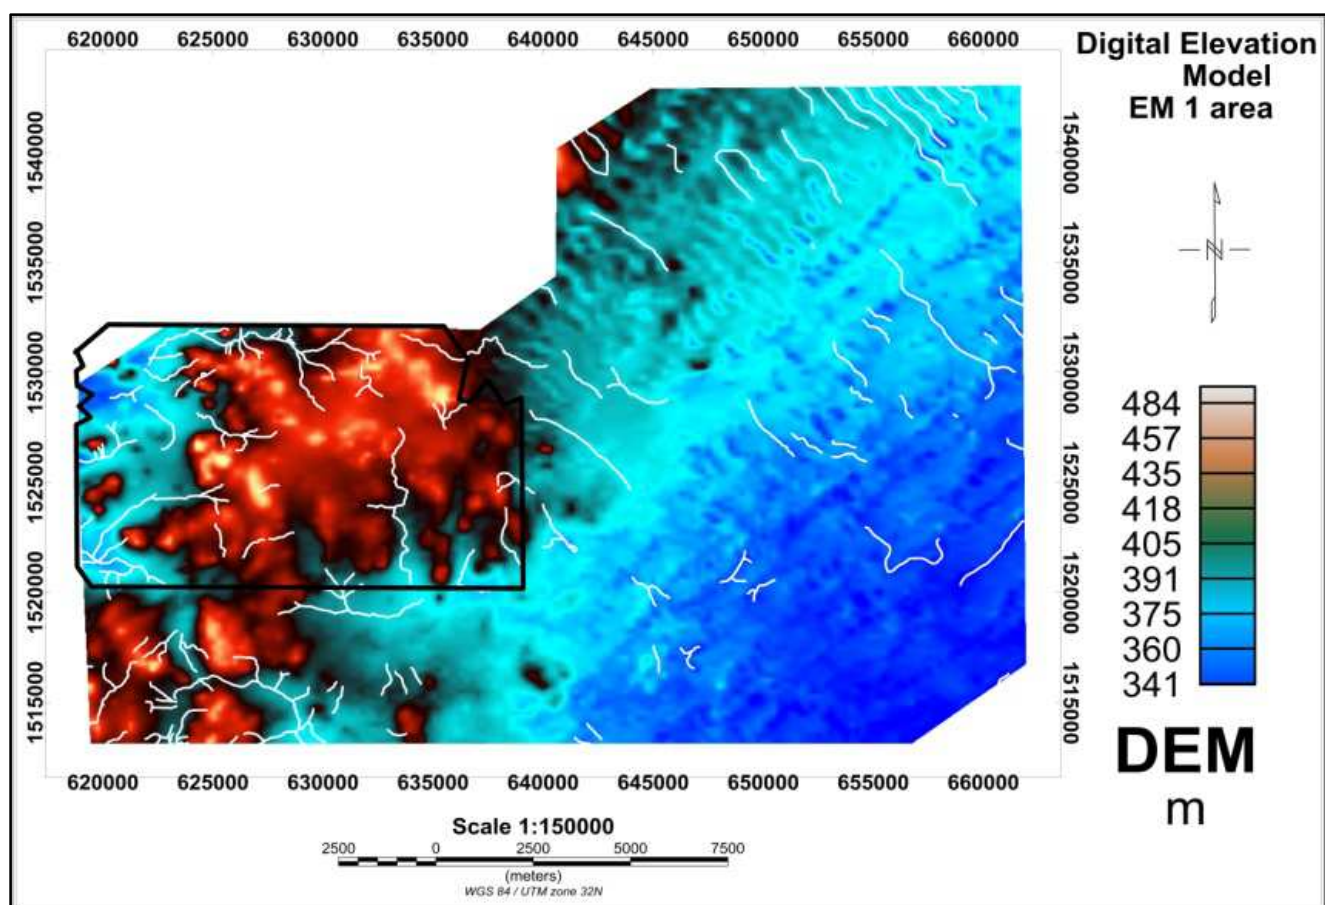 620000 625000 630000 635000 640000 645000 650000 655000 660000
Digital Elevation
Model
EM 1 area
1540000
1535000
1530000
1525000
1520000
1515000
1540000
1535000
1530000
1525000
1520000
1515000
N
484
457
435
418
405
391
375
360
341
DEM
m
620000 625000 630000 635000 640000 645000 650000 655000 660000
Scale 1:150000
2500 0 2500 5000 7500
(meters)
WGS 84 / UTM zone 32N